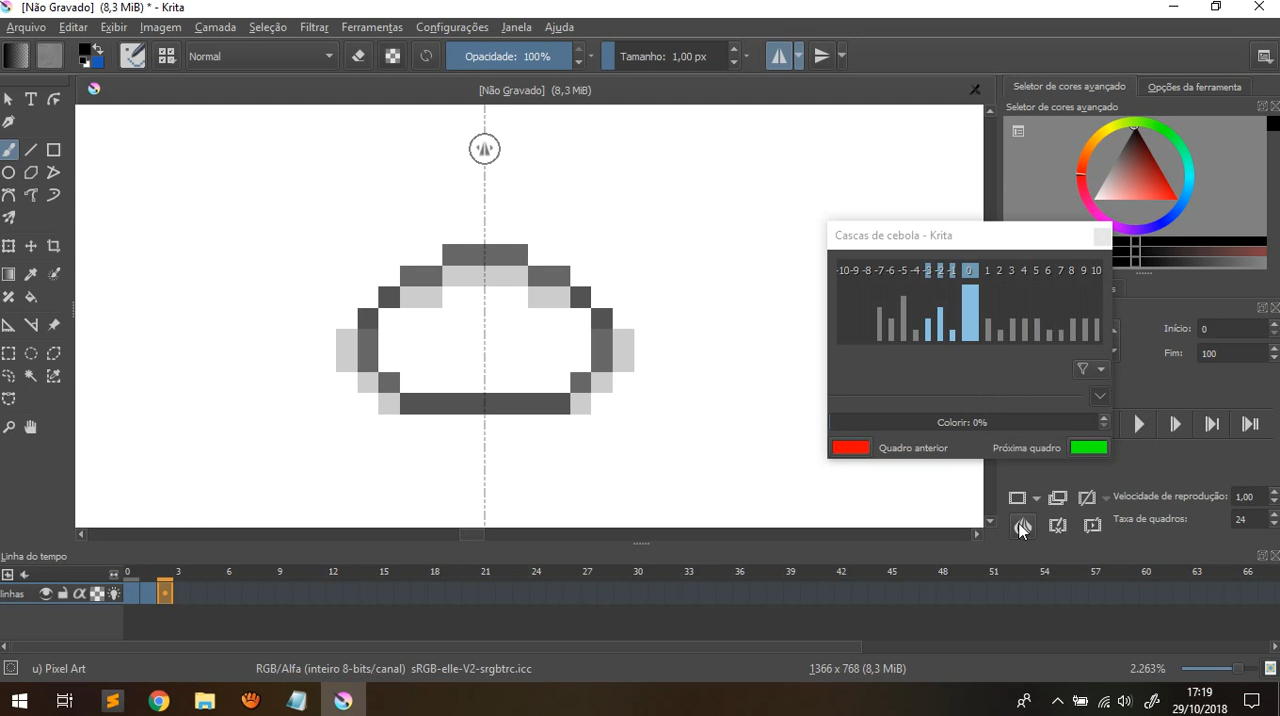 [Não Gravado] (8,3 MiB) * - Krita
Arquivo Editar Exibir Imagem Camada Seleção Filtrar Ferramentas Configurações Janela Ajuda
Normal Opacidade: 100% Tamanho: 1,00 px
[Não Gravado] (8,3 MiB)
Seletor de cores avançado Opções da ferramenta
Seletor de cores avançado
Cascas de cebola - Krita
-10 -9 -8 -7 -6 -5 -4 -3 -2 -1 0 1 2 3 4 5 6 7 8 9 10
Início: 0
Fim: 100
Colorir: 0%
Quadro anterior Próxima quadro
Velocidade de reprodução: 1,00
Taxa de quadros: 24
Linha do tempo
0 3 6 9 12 15 18 21 24 27 30 33 36 39 42 45 48 51 54 57 60 63 66
linhas
u) Pixel Art RGB/Alfa (inteiro 8-bits/canal) sRGB-elle-V2-srgbtrc.icc 1366 x 768 (8,3 MiB) 2.263%
17:19
29/10/2018